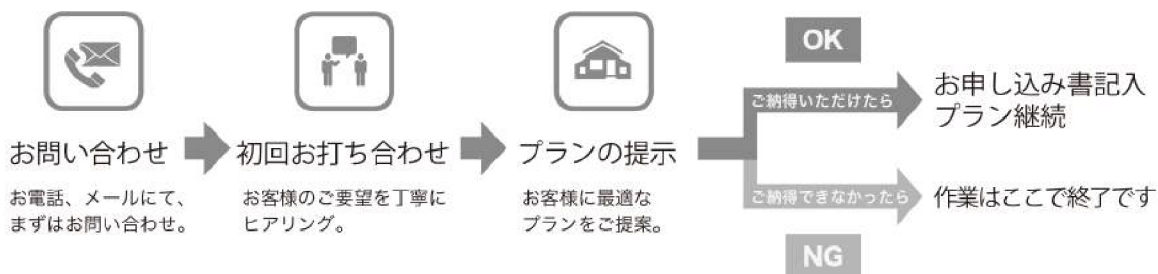 お問い合わせ
お電話、メールにて、
まずはお問い合わせ。
初回お打ち合わせ
お客様のご要望を丁寧に
ヒアリング。
プランの提示
お客様に最適な
プランをご提案。
OK
ご納得いただけたら
お申し込み書記入
プラン継続
ご納得できなかったら
作業はここで終了です
NG